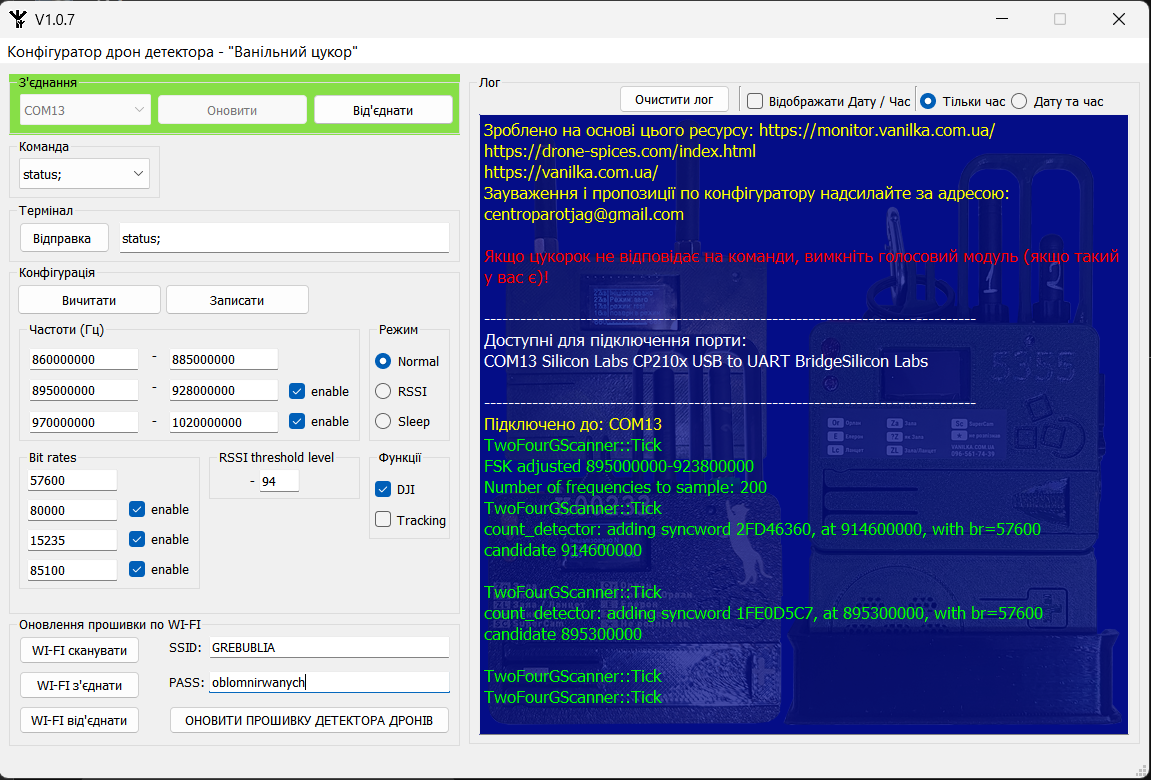 V1.0.7
Конфігуратор дрон детектора - "Ванільний цукор"
З'єднання
COM13
Оновити
Від'єднати
Команда
status;
Термінал
Відправка
status;
Конфігурація
Вичитати
Записати
Частоти (Гц)
860000000 - 885000000
895000000 - 928000000 enable
970000000 - 1020000000 enable
Режим
Normal
RSSI
Sleep
Bit rates
57600
80000 enable
15235 enable
85100 enable
RSSI threshold level
- 94
Функції
DJI
Tracking
Оновлення прошивки по WI-FI
WI-FI сканувати
SSID: GREBUBLIA
WI-FI з'єднати
PASS: oblomnirwanych
WI-FI від'єднати
ОНОВИТИ ПРОШИВКУ ДЕТЕКТОРА ДРОНІВ
Лог
Очистити лог
Відображати Дату / Час
Тільки час
Дату та час
Зроблено на основі цього ресурсу: https://monitor.vanilka.com.ua/
https://drone-spices.com/index.html
https://vanilka.com.ua/
Зауваження і пропозиції по конфігуратору надсилайте за адресою:
centroparotjag@gmail.com
Якщо цукорок не відповідає на команди, вимкніть голосовий модуль (якщо такий
у вас є)!
Доступні для підключення порти:
COM13 Silicon Labs CP210x USB to UART BridgeSilicon Labs
Підключено до: COM13
TwoFourGScanner::Tick
FSK adjusted 895000000-923800000
Number of frequencies to sample: 200
TwoFourGScanner::Tick
count_detector: adding syncword 2FD46360, at 914600000, with br=57600
candidate 914600000
TwoFourGScanner::Tick
count_detector: adding syncword 1FE0D5C7, at 895300000, with br=57600
candidate 895300000
TwoFourGScanner::Tick
TwoFourGScanner::Tick
5355